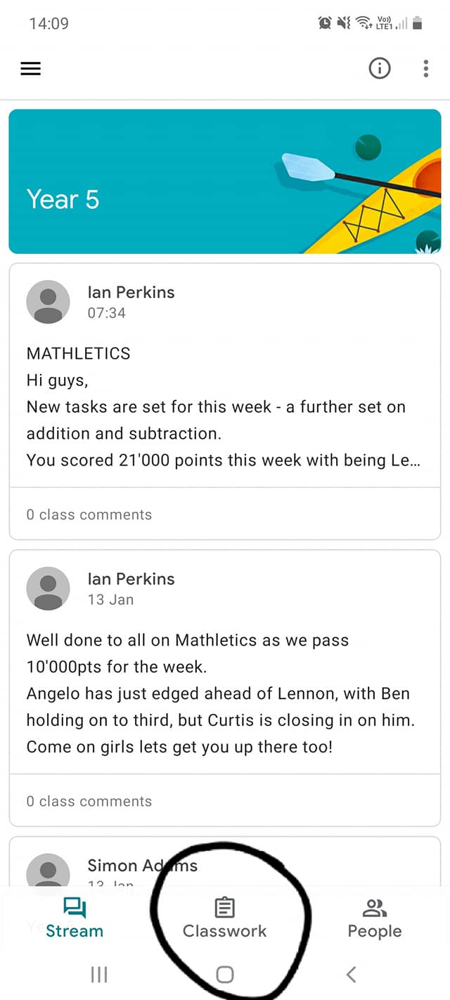 14:09
Vo))
LTE1
Year 5
Ian Perkins
07:34
MATHLETICS
Hi guys,
New tasks are set for this week - a further set on
addition and subtraction.
You scored 21'000 points this week with being Le...
0 class comments
Ian Perkins
13 Jan
Well done to all on Mathletics as we pass
10'000pts for the week.
Angelo has just edged ahead of Lennon, with Ben
holding on to third, but Curtis is closing in on him.
Come on girls lets get you up there too!
0 class comments
Simon Adams
13 Jan
Stream
Classwork
People